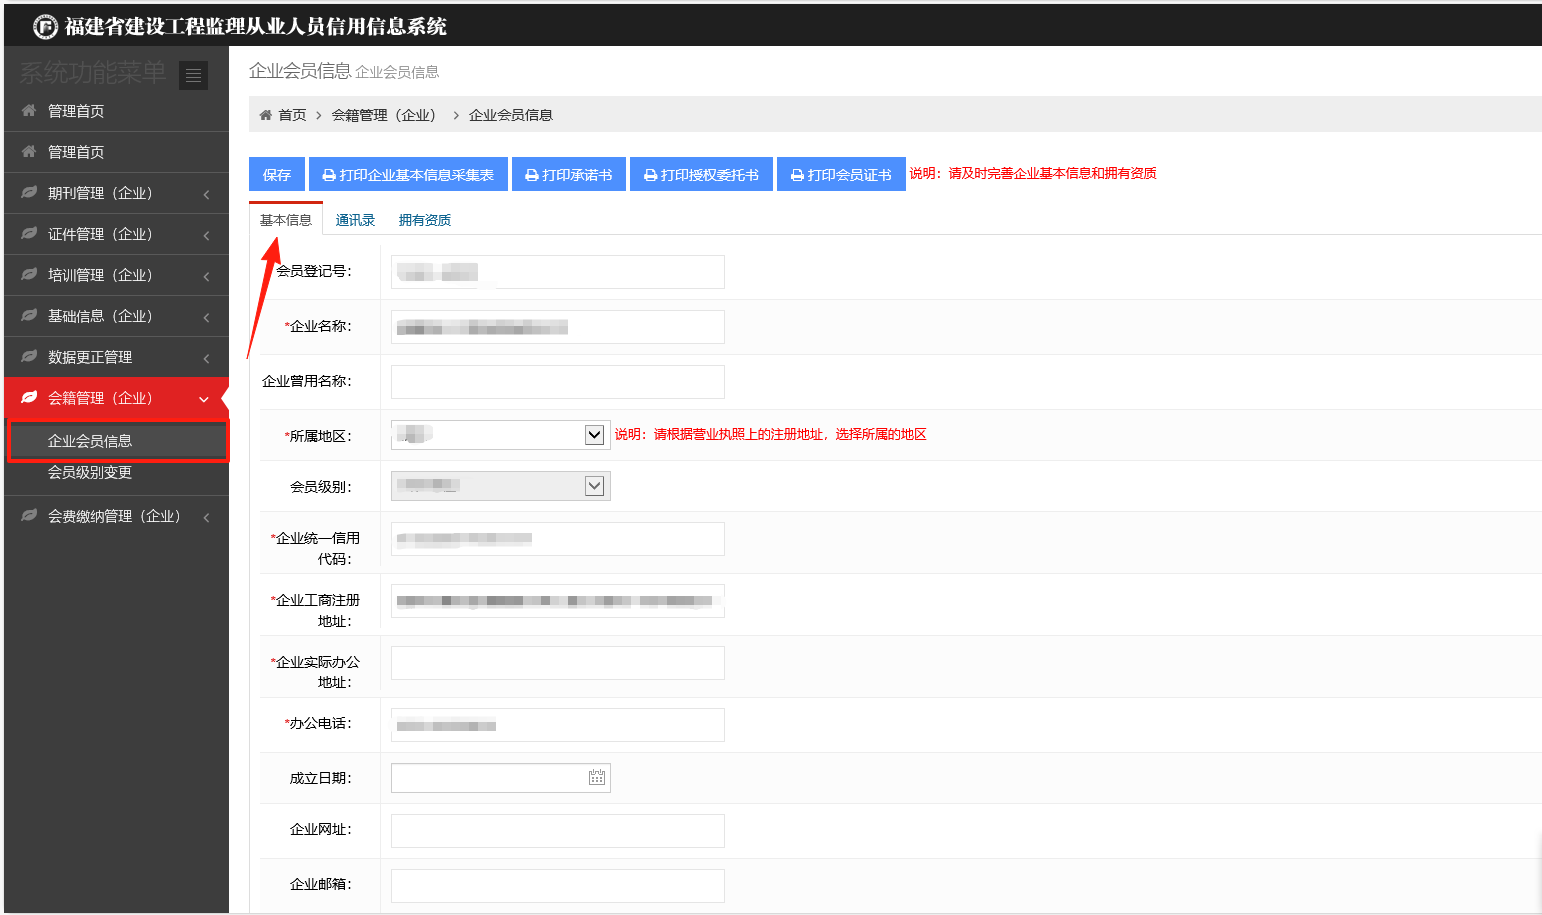 福建省建设工程监理从业人员信用信息系统
系统功能菜单
管理首页
管理首页
期刊管理（企业）
证件管理（企业）
培训管理（企业）
基础信息（企业）
数据更正管理
会籍管理（企业）
企业会员信息
会员级别变更
会费缴纳管理（企业）
企业会员信息 企业会员信息
首页 > 会籍管理（企业） > 企业会员信息
保存 打印企业基本信息采集表 打印承诺书 打印授权委托书 打印会员证书 说明：请及时完善企业基本信息和拥有资质
基本信息 通讯录 拥有资质
会员登记号：
*企业名称：
企业曾用名称：
*所属地区： 说明：请根据营业执照上的注册地址，选择所属的地区
会员级别：
*企业统一信用
代码：
*企业工商注册
地址：
*企业实际办公
地址：
*办公电话：
成立日期：
企业网址：
企业邮箱：